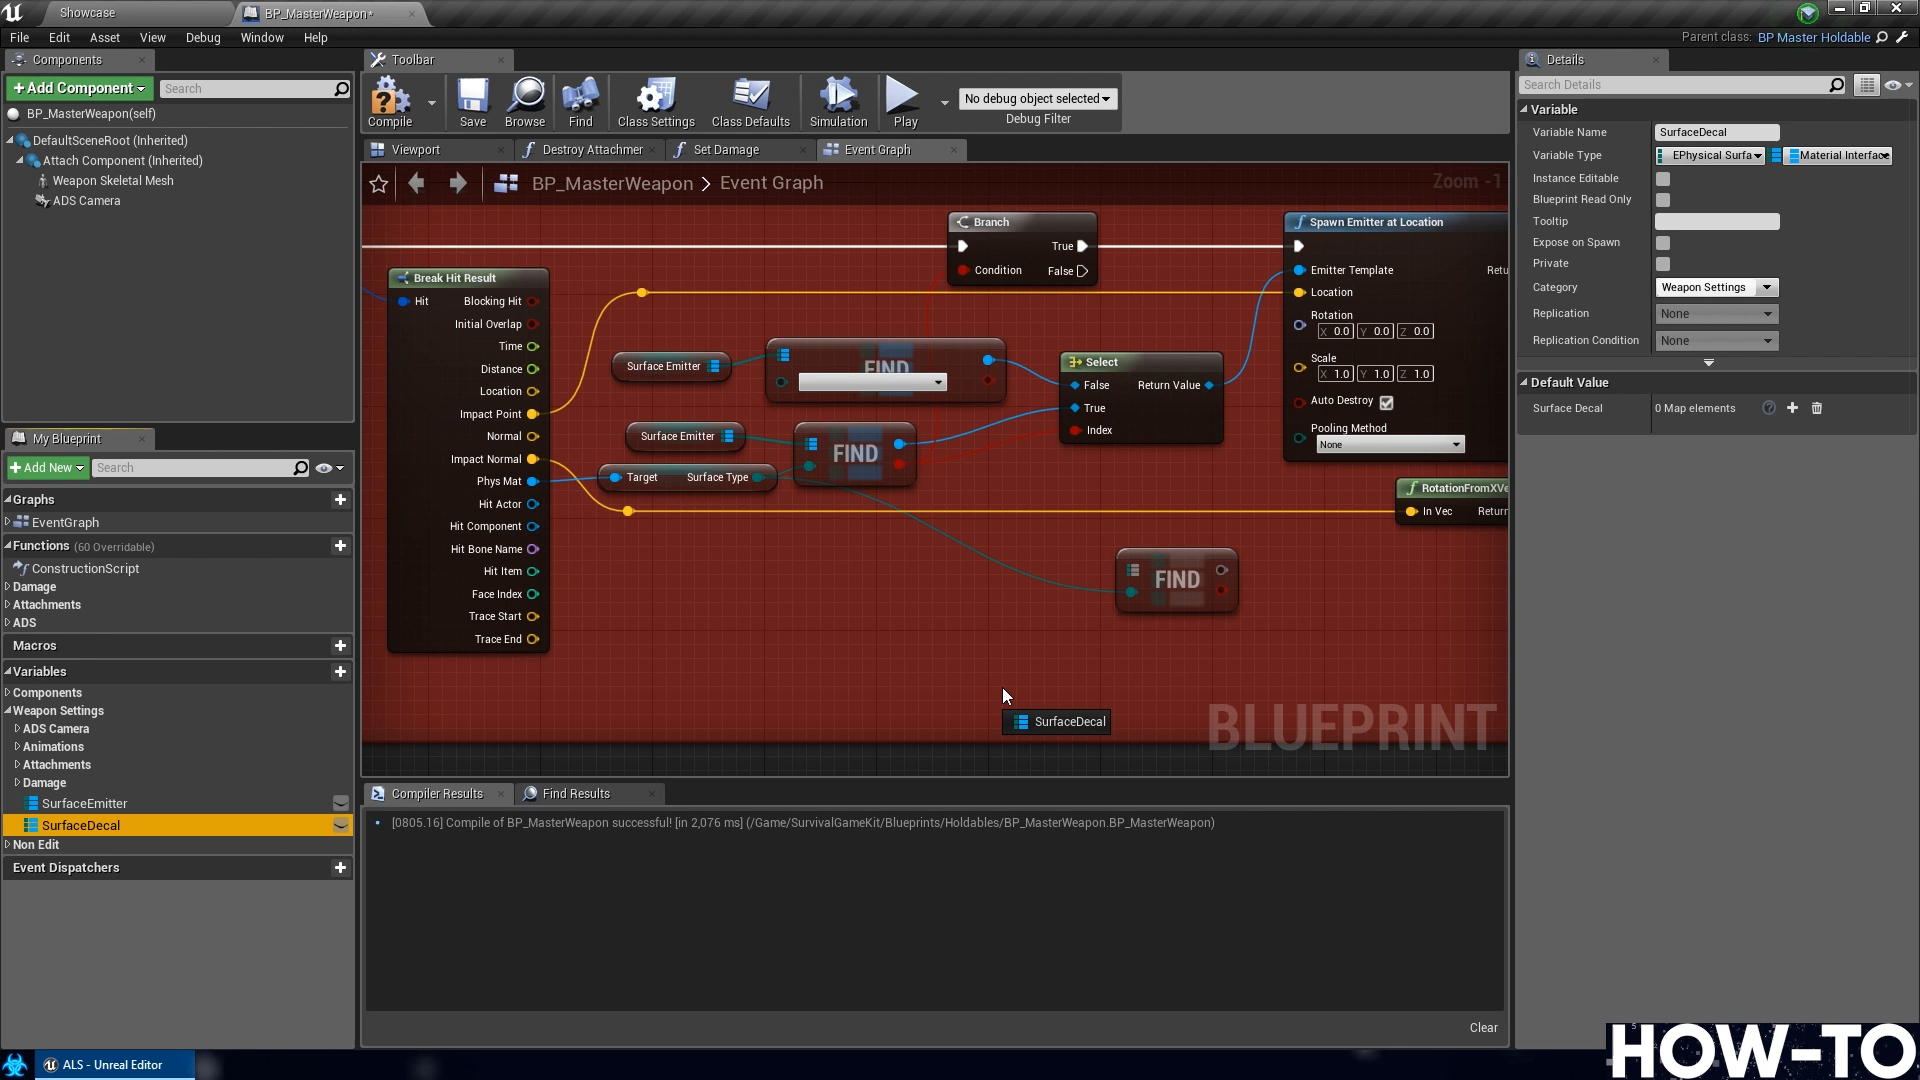 Showcase
BP_MasterWeapon*
File Edit Asset View Debug Window Help
Parent class: BP Master Holdable
Components
+Add Component
Search
BP_MasterWeapon(self)
DefaultSceneRoot (Inherited)
Attach Component (Inherited)
Weapon Skeletal Mesh
ADS Camera
My Blueprint
+Add New
Search
Graphs
EventGraph
Functions (60 Overridable)
ConstructionScript
Damage
Attachments
ADS
Macros
Variables
Components
Weapon Settings
ADS Camera
Animations
Attachments
Damage
SurfaceEmitter
SurfaceDecal
Non Edit
Event Dispatchers
Toolbar
Compile Save Browse Find Class Settings Class Defaults Simulation Play
No debug object selected
Debug Filter
Viewport
Destroy Attachmer
Set Damage
Event Graph
BP_MasterWeapon > Event Graph
Zoom -1
Break Hit Result
Hit
Blocking Hit
Initial Overlap
Time
Distance
Location
Impact Point
Normal
Impact Normal
Phys Mat
Hit Actor
Hit Component
Hit Bone Name
Hit Item
Face Index
Trace Start
Trace End
Surface Emitter
FIND
Surface Emitter
FIND
Target Surface Type
Branch
True
Condition False
Select
False Return Value
True
Index
Spawn Emitter at Location
Emitter Template
Location
Rotation
X 0.0 Y 0.0 Z 0.0
Scale
X 1.0 Y 1.0 Z 1.0
Auto Destroy
Pooling Method
None
In Vec
FIND
SurfaceDecal
BLUEPRINT
Compiler Results
Find Results
[0805.16] Compile of BP_MasterWeapon successful! [in 2,076 ms] (/Game/SurvivalGameKit/Blueprints/Holdables/BP_MasterWeapon.BP_MasterWeapon)
Clear
Details
Search Details
Variable
Variable Name SurfaceDecal
Variable Type EPhysical Surfa Material Interface
Instance Editable
Blueprint Read Only
Tooltip
Expose on Spawn
Private
Category Weapon Settings
Replication None
Replication Condition None
Default Value
Surface Decal 0 Map elements
ALS - Unreal Editor
HOW-TO